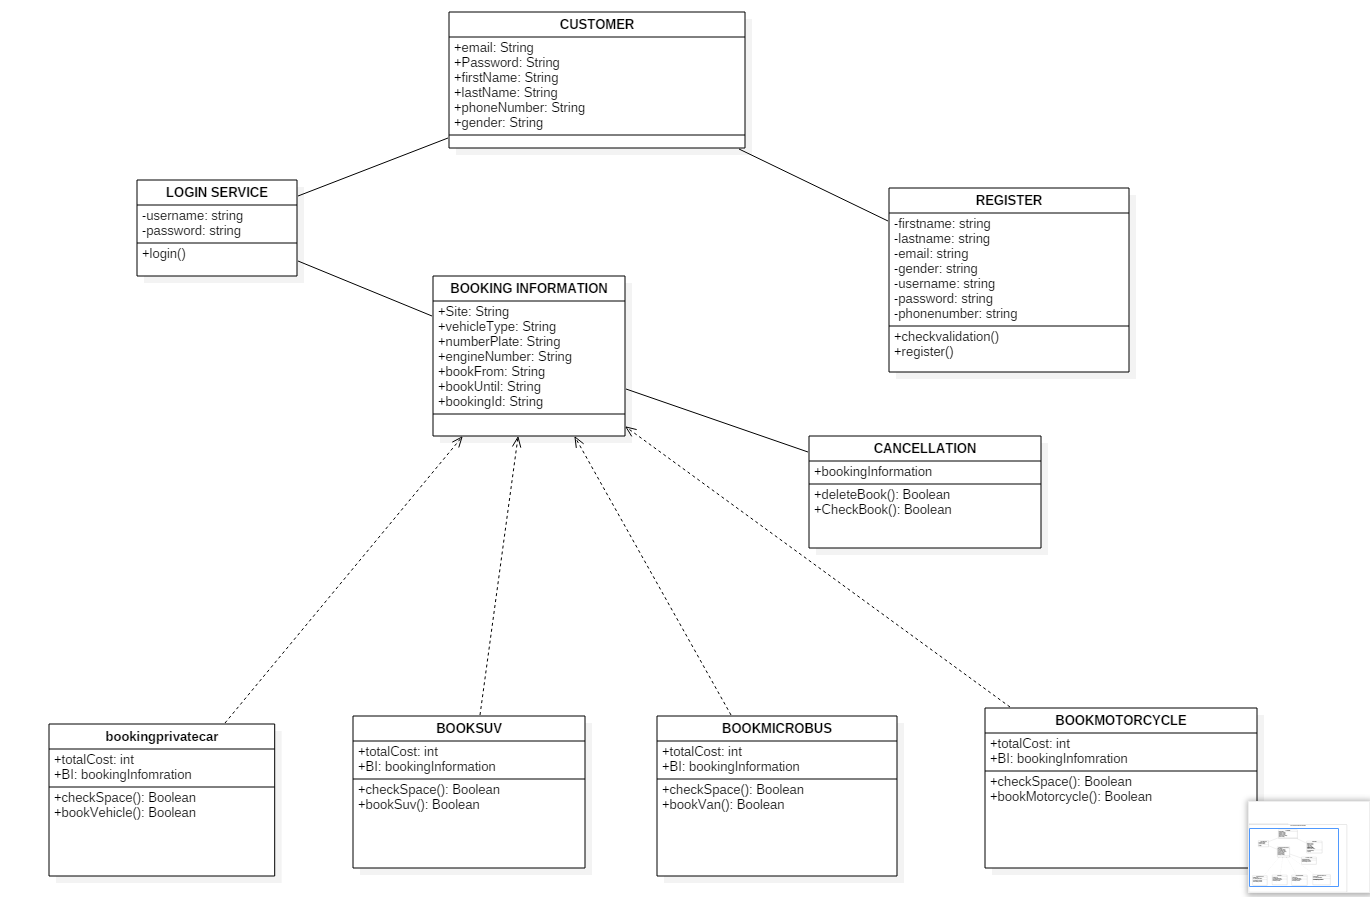 CUSTOMER
+email: String
+Password: String
+firstName: String
+lastName: String
+phoneNumber: String
+gender: String
LOGIN SERVICE
-username: string
-password: string
+login()
REGISTER
-firstname: string
-lastname: string
-email: string
-gender: string
-username: string
-password: string
-phonenumber: string
+checkvalidation()
+register()
BOOKING INFORMATION
+Site: String
+vehicleType: String
+numberPlate: String
+engineNumber: String
+bookFrom: String
+bookUntil: String
+bookingId: String
CANCELLATION
+bookingInformation
+deleteBook(): Boolean
+CheckBook(): Boolean
bookingprivatecar
+totalCost: int
+BI: bookingInfomration
+checkSpace(): Boolean
+bookVehicle(): Boolean
BOOKSUV
+totalCost: int
+BI: bookingInformation
+checkSpace(): Boolean
+bookSuv(): Boolean
BOOKMICROBUS
+totalCost: int
+BI: bookingInformation
+checkSpace(): Boolean
+bookVan(): Boolean
BOOKMOTORCYCLE
+totalCost: int
+BI: bookingInfomration
+checkSpace(): Boolean
+bookMotorcycle(): Boolean